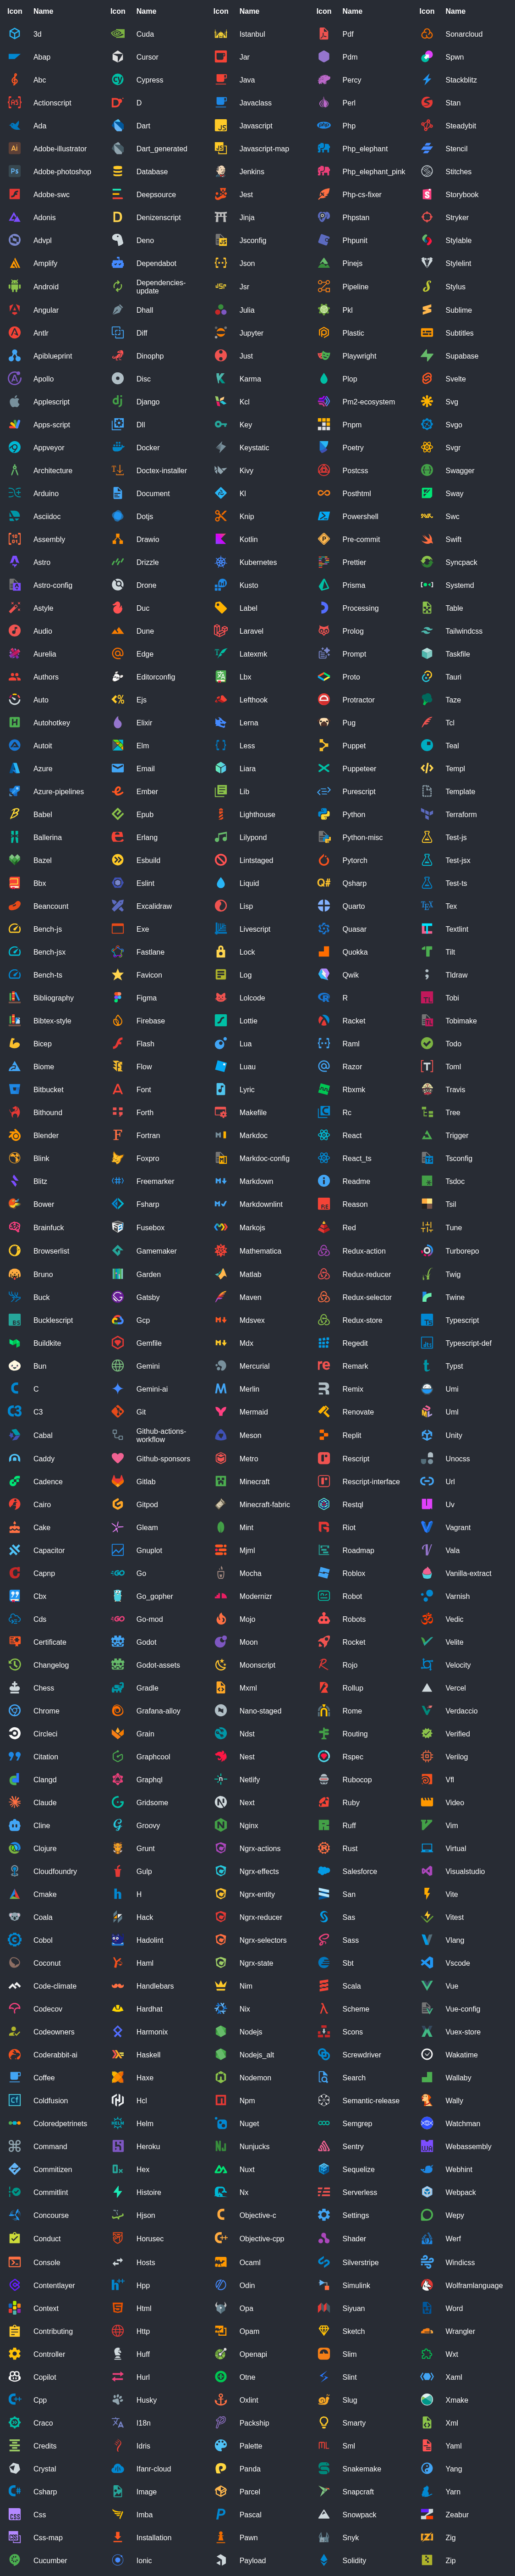 Icon Name Icon Name Icon Name Icon Name Icon Name
3d Cuda Istanbul Pdf Sonarcloud
Abap Cursor Jar Pdm Spwn
Abc Cypress Java Percy Stackblitz
Actionscript D Javaclass Perl Stan
Ada Dart Javascript Php Steadybit
Adobe-illustrator Dart_generated Javascript-map Php_elephant Stencil
Adobe-photoshop Database Jenkins Php_elephant_pink Stitches
Adobe-swc Deepsource Jest Php-cs-fixer Storybook
Adonis Denizenscript Jinja Phpstan Stryker
Advpl Deno Jsconfig Phpunit Stylable
Amplify Dependabot Json Pinejs Stylelint
Android Dependencies-update Jsr Pipeline Stylus
Angular Dhall Julia Pkl Sublime
Antlr Diff Jupyter Plastic Subtitles
Apiblueprint Dinophp Just Playwright Supabase
Apollo Disc Karma Plop Svelte
Applescript Django Kcl Pm2-ecosystem Svg
Apps-script Dll Key Pnpm Svgo
Appveyor Docker Keystatic Poetry Svgr
Architecture Doctex-installer Kivy Postcss Swagger
Arduino Document Kl Posthtml Sway
Asciidoc Dotjs Knip Powershell Swc
Assembly Drawio Kotlin Pre-commit Swift
Astro Drizzle Kubernetes Prettier Syncpack
Astro-config Drone Kusto Prisma Systemd
Astyle Duc Label Processing Table
Audio Dune Laravel Prolog Tailwindcss
Aurelia Edge Latexmk Prompt Taskfile
Authors Editorconfig Lbx Proto Tauri
Auto Ejs Lefthook Protractor Taze
Autohotkey Elixir Lerna Pug Tcl
Autoit Elm Less Puppet Teal
Azure Email Liara Puppeteer Templ
Azure-pipelines Ember Lib Purescript Template
Babel Epub Lighthouse Python Terraform
Ballerina Erlang Lilypond Python-misc Test-js
Bazel Esbuild Lintstaged Pytorch Test-jsx
Bbx Eslint Liquid Qsharp Test-ts
Beancount Excalidraw Lisp Quarto Tex
Bench-js Exe Livescript Quasar Textlint
Bench-jsx Fastlane Lock Quokka Tilt
Bench-ts Favicon Log Qwik Tldraw
Bibliography Figma Lolcode R Tobi
Bibtex-style Firebase Lottie Racket Tobimake
Bicep Flash Lua Raml Todo
Biome Flow Luau Razor Toml
Bitbucket Font Lyric Rbxmk Travis
Bithound Forth Makefile Rc Tree
Blender Fortran Markdoc React Trigger
Blink Foxpro Markdoc-config React_ts Tsconfig
Blitz Freemarker Markdown Readme Tsdoc
Bower Fsharp Markdownlint Reason Tsil
Brainfuck Fusebox Markojs Red Tune
Browserlist Gamemaker Mathematica Redux-action Turborepo
Bruno Garden Matlab Redux-reducer Twig
Buck Gatsby Maven Redux-selector Twine
Bucklescript Gcp Mdsvex Redux-store Typescript
Buildkite Gemfile Mdx Regedit Typescript-def
Bun Gemini Mercurial Remark Typst
C Gemini-ai Merlin Remix Umi
C3 Git Mermaid Renovate Uml
Cabal Github-actions-workflow Meson Replit Unity
Caddy Github-sponsors Metro Rescript Unocss
Cadence Gitlab Minecraft Rescript-interface Url
Cairo Gitpod Minecraft-fabric Restql Uv
Cake Gleam Mint Riot Vagrant
Capacitor Gnuplot Mjml Roadmap Vala
Capnp Go Mocha Roblox Vanilla-extract
Cbx Go_gopher Modernizr Robot Varnish
Cds Go-mod Mojo Robots Vedic
Certificate Godot Moon Rocket Velite
Changelog Godot-assets Moonscript Rojo Velocity
Chess Gradle Mxml Rollup Vercel
Chrome Grafana-alloy Nano-staged Rome Verdaccio
Circleci Grain Ndst Routing Verified
Citation Graphcool Nest Rspec Verilog
Clangd Graphql Netlify Rubocop Vfl
Claude Gridsome Next Ruby Video
Cline Groovy Nginx Ruff Vim
Clojure Grunt Ngrx-actions Rust Virtual
Cloudfoundry Gulp Ngrx-effects Salesforce Visualstudio
Cmake H Ngrx-entity San Vite
Coala Hack Ngrx-reducer Sas Vitest
Cobol Hadolint Ngrx-selectors Sass Vlang
Coconut Haml Ngrx-state Sbt Vscode
Code-climate Handlebars Nim Scala Vue
Codecov Hardhat Nix Scheme Vue-config
Codeowners Harmonix Nodejs Scons Vuex-store
Coderabbit-ai Haskell Nodejs_alt Screwdriver Wakatime
Coffee Haxe Nodemon Search Wallaby
Coldfusion Hcl Npm Semantic-release Wally
Coloredpetrinets Helm Nuget Semgrep Watchman
Command Heroku Nunjucks Sentry Webassembly
Commitizen Hex Nuxt Sequelize Webhint
Commitlint Histoire Nx Serverless Webpack
Concourse Hjson Objective-c Settings Wepy
Conduct Horusec Objective-cpp Shader Werf
Console Hosts Ocaml Silverstripe Windicss
Contentlayer Hpp Odin Simulink Wolframlanguage
Context Html Opa Siyuan Word
Contributing Http Opam Sketch Wrangler
Controller Huff Openapi Slim Wxt
Copilot Hurl Otne Slint Xaml
Cpp Husky Oxlint Slug Xmake
Craco I18n Packship Smarty Xml
Credits Idris Palette Sml Yaml
Crystal Ifanr-cloud Panda Snakemake Yang
Csharp Image Parcel Snapcraft Yarn
Css Imba Pascal Snowpack Zeabur
Css-map Installation Pawn Snyk Zig
Cucumber Ionic Payload Solidity Zip